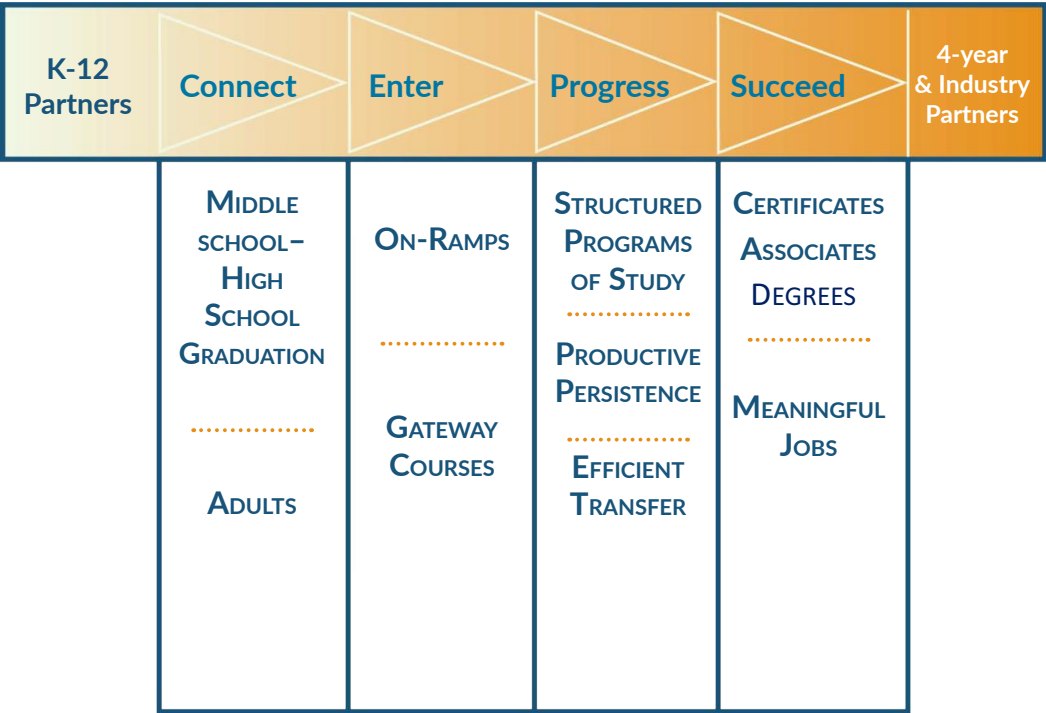 K-12
Partners
Connect
Enter
Progress
Succeed
4-year
& Industry
Partners
MIDDLE
SCHOOL–
HIGH
SCHOOL
GRADUATION
ADULTS
ON-RAMPS
GATEWAY
COURSES
STRUCTURED
PROGRAMS
OF STUDY
PRODUCTIVE
PERSISTENCE
EFFICIENT
TRANSFER
CERTIFICATES
ASSOCIATES
DEGREES
MEANINGFUL
JOBS